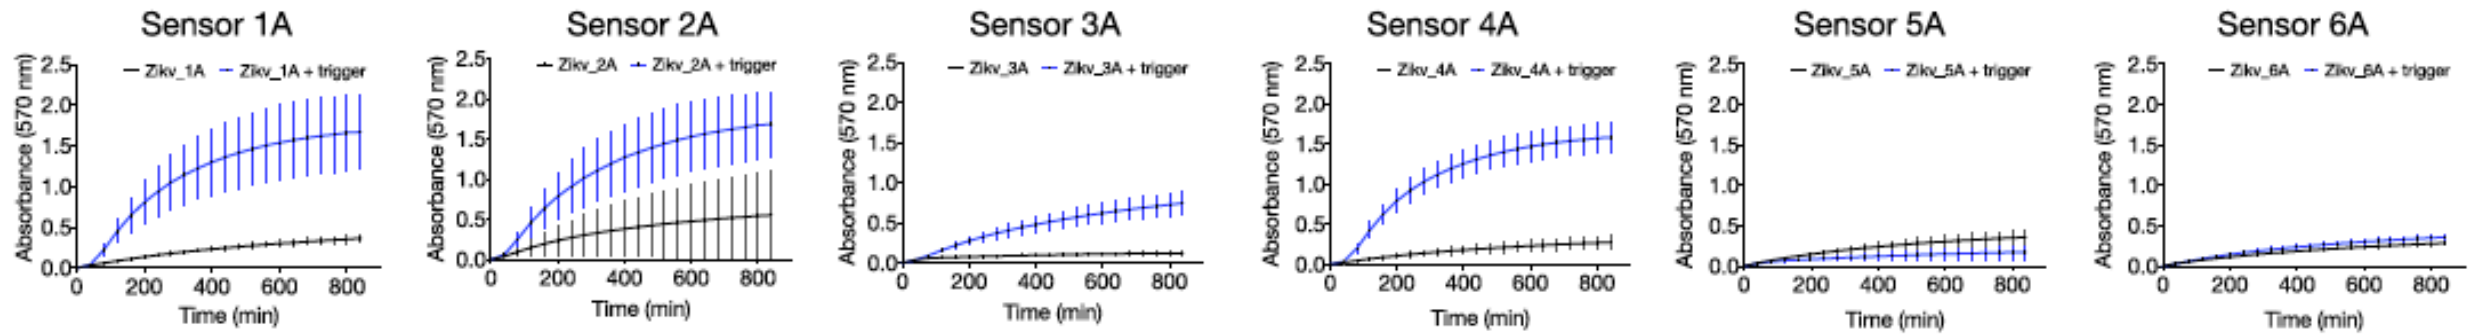 Sensor 1A
Zikv_1A
Zikv_1A + trigger
Absorbance (570 nm)
2.5
2.0
1.5
1.0
0.5
0.0
0 200 400 600 800
Time (min)
Sensor 2A
Zikv_2A
Zikv_2A + trigger
Absorbance (570 nm)
2.5
2.0
1.5
1.0
0.5
0.0
0 200 400 600 800
Time (min)
Sensor 3A
Zikv_3A
Zikv_3A + trigger
Absorbance (570 nm)
2.5
2.0
1.5
1.0
0.5
0.0
0 200 400 600 800
Time (min)
Sensor 4A
Zikv_4A
Zikv_4A + trigger
Absorbance (570 nm)
2.5
2.0
1.5
1.0
0.5
0.0
0 200 400 600 800
Time (min)
Sensor 5A
Zikv_5A
Zikv_5A + trigger
Absorbance (570 nm)
2.5
2.0
1.5
1.0
0.5
0.0
0 200 400 600 800
Time (min)
Sensor 6A
Zikv_6A
Zikv_6A + trigger
Absorbance (570 nm)
2.5
2.0
1.5
1.0
0.5
0.0
0 200 400 600 800
Time (min)